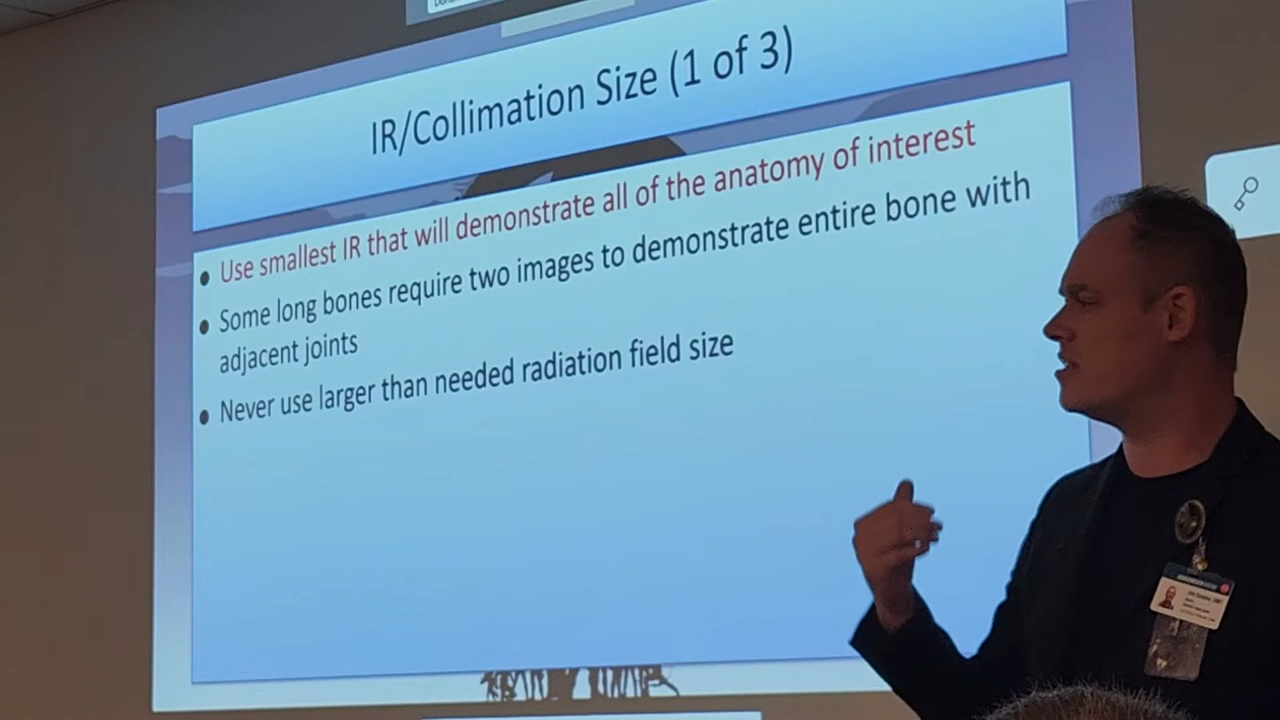 IR/Collimation Size (1 of 3)
● Use smallest IR that will demonstrate all of the anatomy of interest
● Some long bones require two images to demonstrate entire bone with
adjacent joints
● Never use larger than needed radiation field size